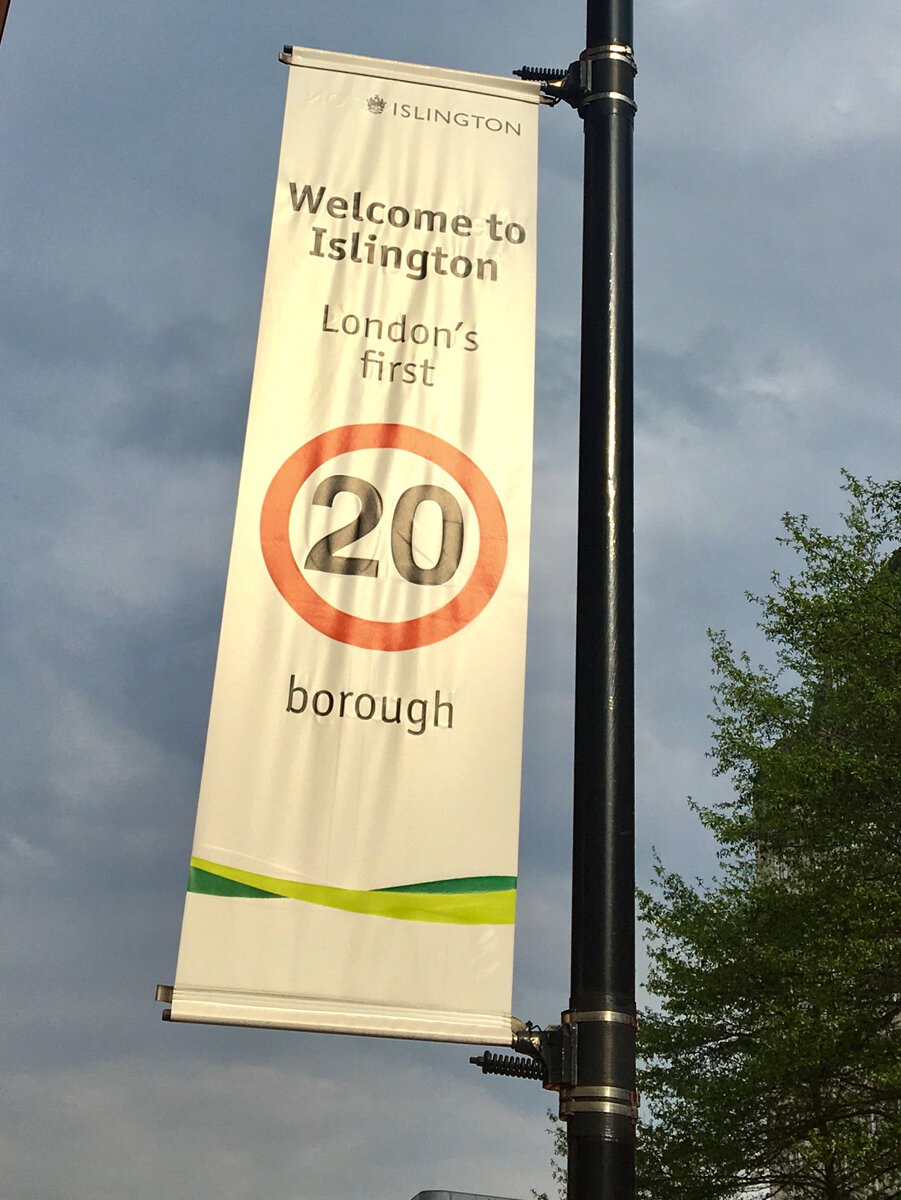 ISLINGTON
Welcome to
Islington
London's
first
20
borough